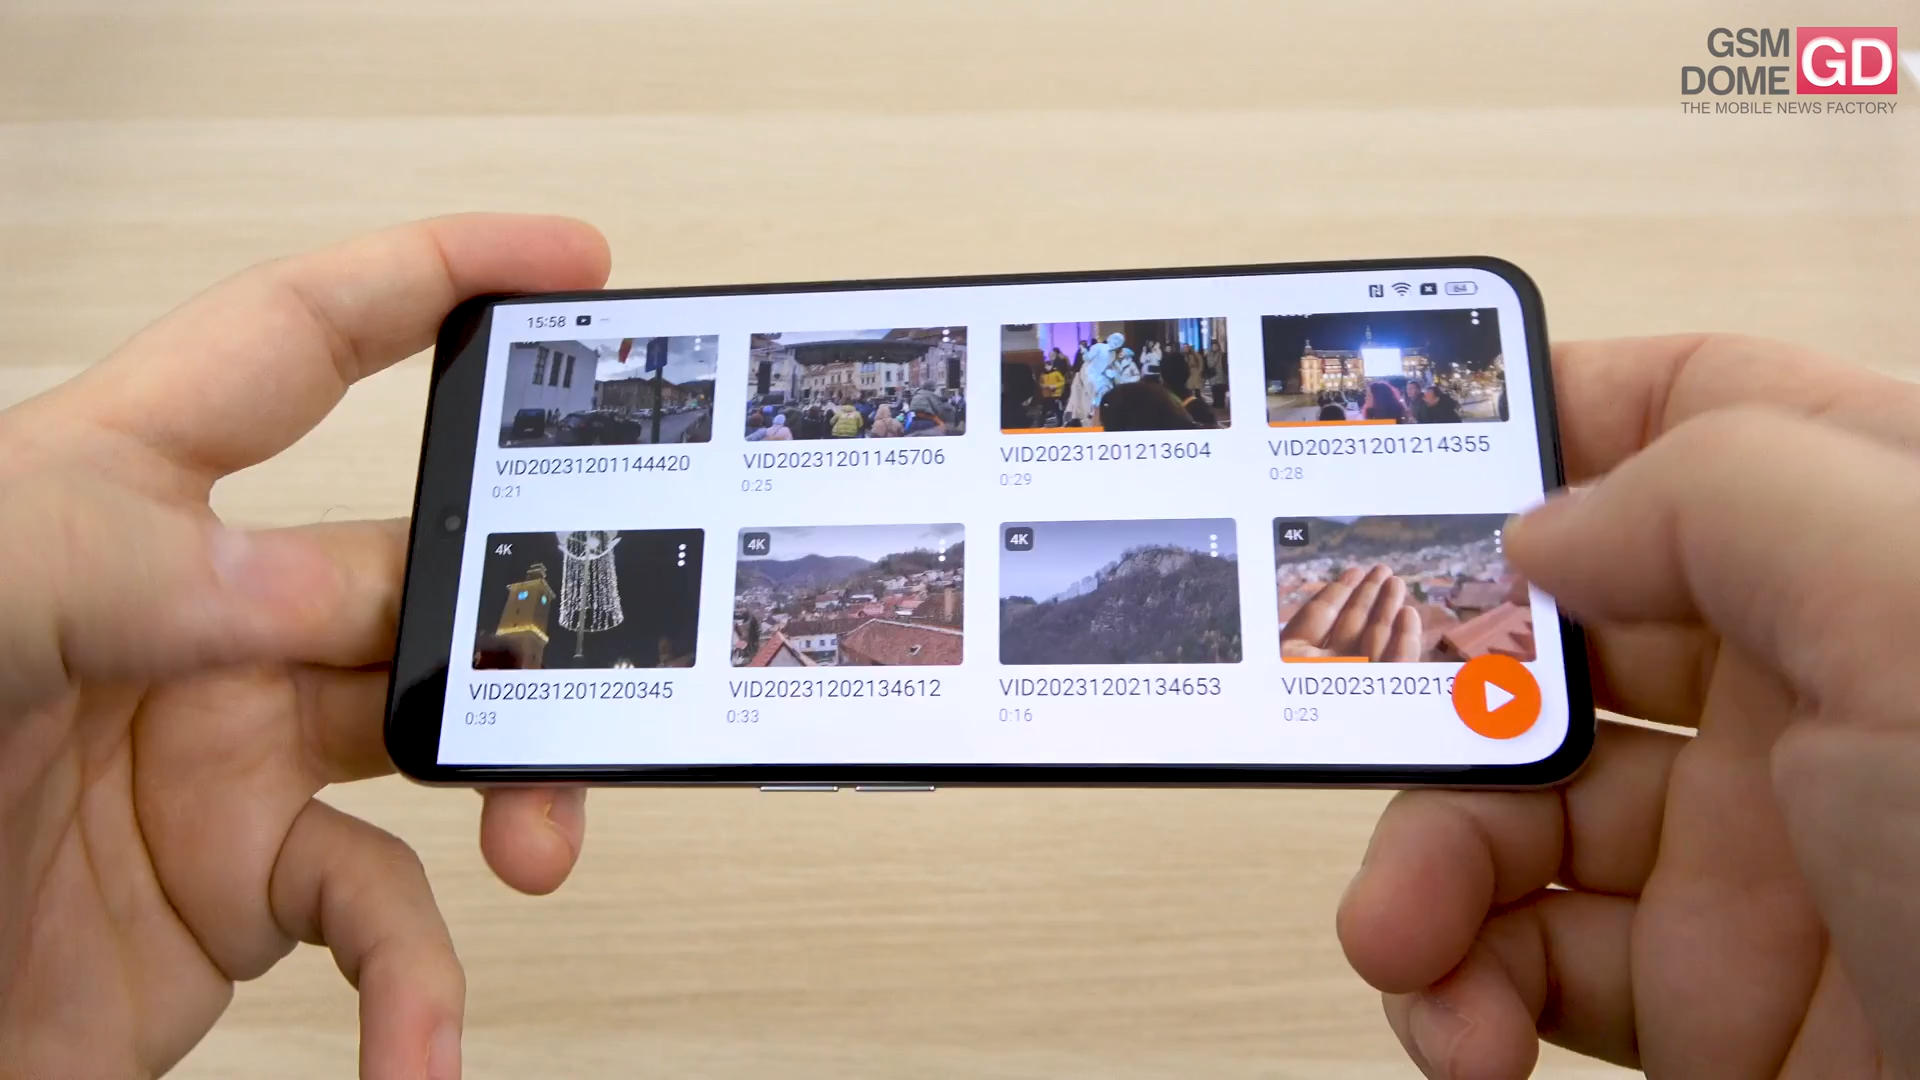 GSM
DOME GD
THE MOBILE NEWS FACTORY
15:58
64
VID20231201144420
0:21
VID20231201145706
0:25
VID20231201213604
0:29
VID20231201214355
0:28
4K
VID20231201220345
0:33
4K
VID20231202134612
0:33
4K
VID20231202134653
0:16
4K
0:23